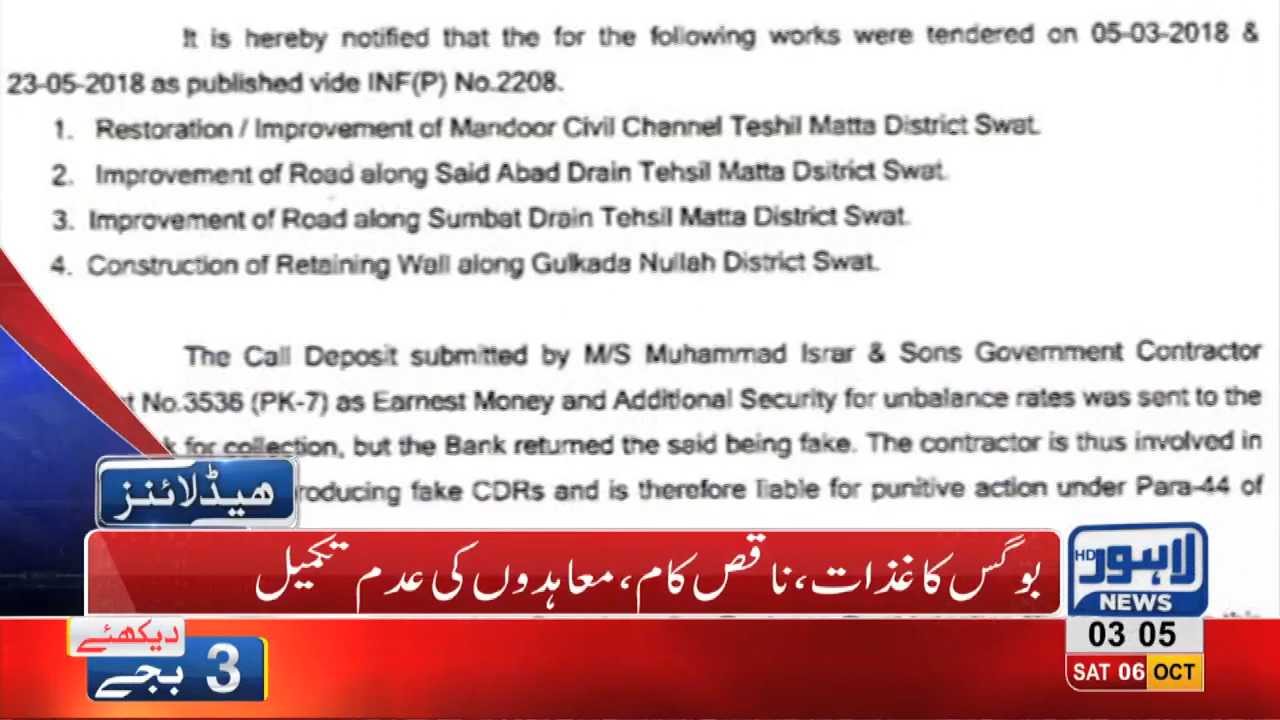 It is hereby notified that the for the following works were tendered on 05-03-2018 &
23-05-2018 as published vide INF(P) No.2208.
1. Restoration / Improvement of Mandoor Civil Channel Teshil Matta District Swat.
2. Improvement of Road along Said Abad Drain Tehsil Matta Dsitrict Swat.
3. Improvement of Road along Sumbat Drain Tehsil Matta District Swat.
4. Construction of Retaining Wall along Gulkada Nullah District Swat.
The Call Deposit submitted by M/S Muhammad Israr & Sons Government Contractor
No.3536 (PK-7) as Earnest Money and Additional Security for unbalance rates was sent to the
for collection, but the Bank returned the said being fake. The contractor is thus involved in
roducing fake CDRs and is therefore liable for punitive action under Para-44 of
ہیڈلائنز
بوگس کاغذات، ناقص کام، معاہدوں کی عدم تکمیل
لاہور HD
NEWS
03 05
SAT 06 OCT
دیکھئے
3 بجے